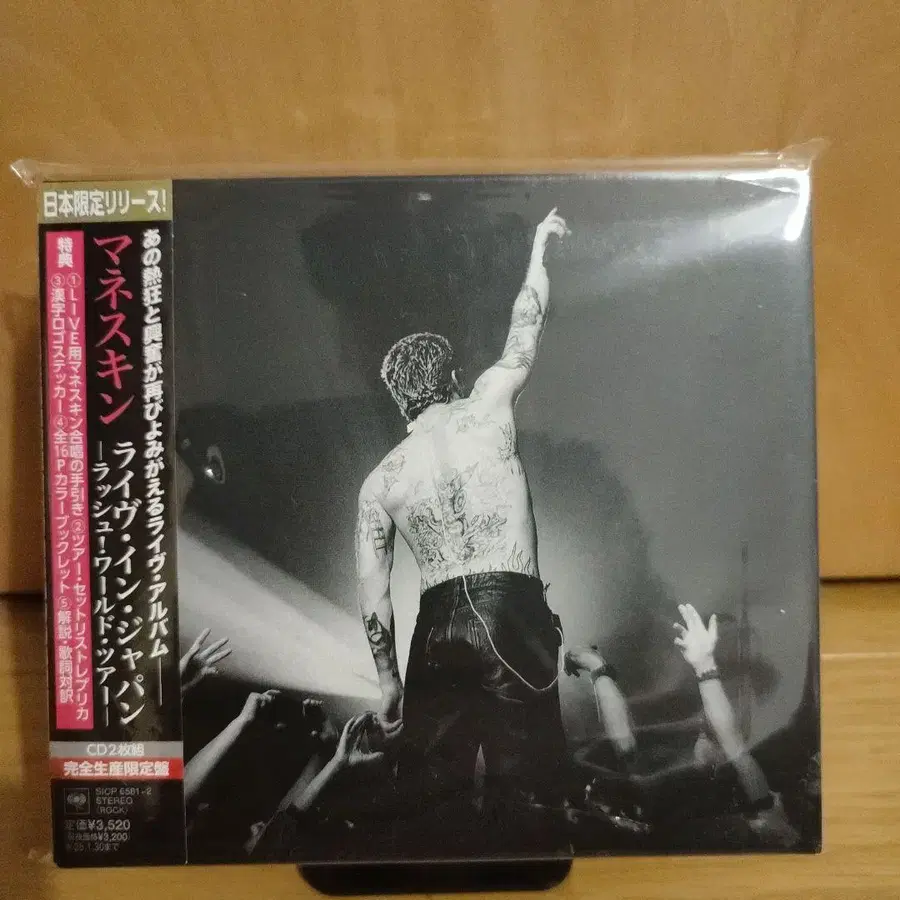 日本限定リリース!
あの熱狂と興奮が再びよみがえるライヴ・アルバム――
マネスキン
ライヴ・イン・ジャパン
―ラッシュ・ワールド・ツアー―
特典
①LIVE用マネスキン合唱の手引き ②ツアー・セットリストレプリカ
③漢字ロゴステッカー ④全16Pカラーブックレット ⑤解説・歌詞対訳
CD2枚組
完全生産限定盤
SICP 6581-2
STEREO
(ROCK)
定価¥3,520
税抜価格¥3,200